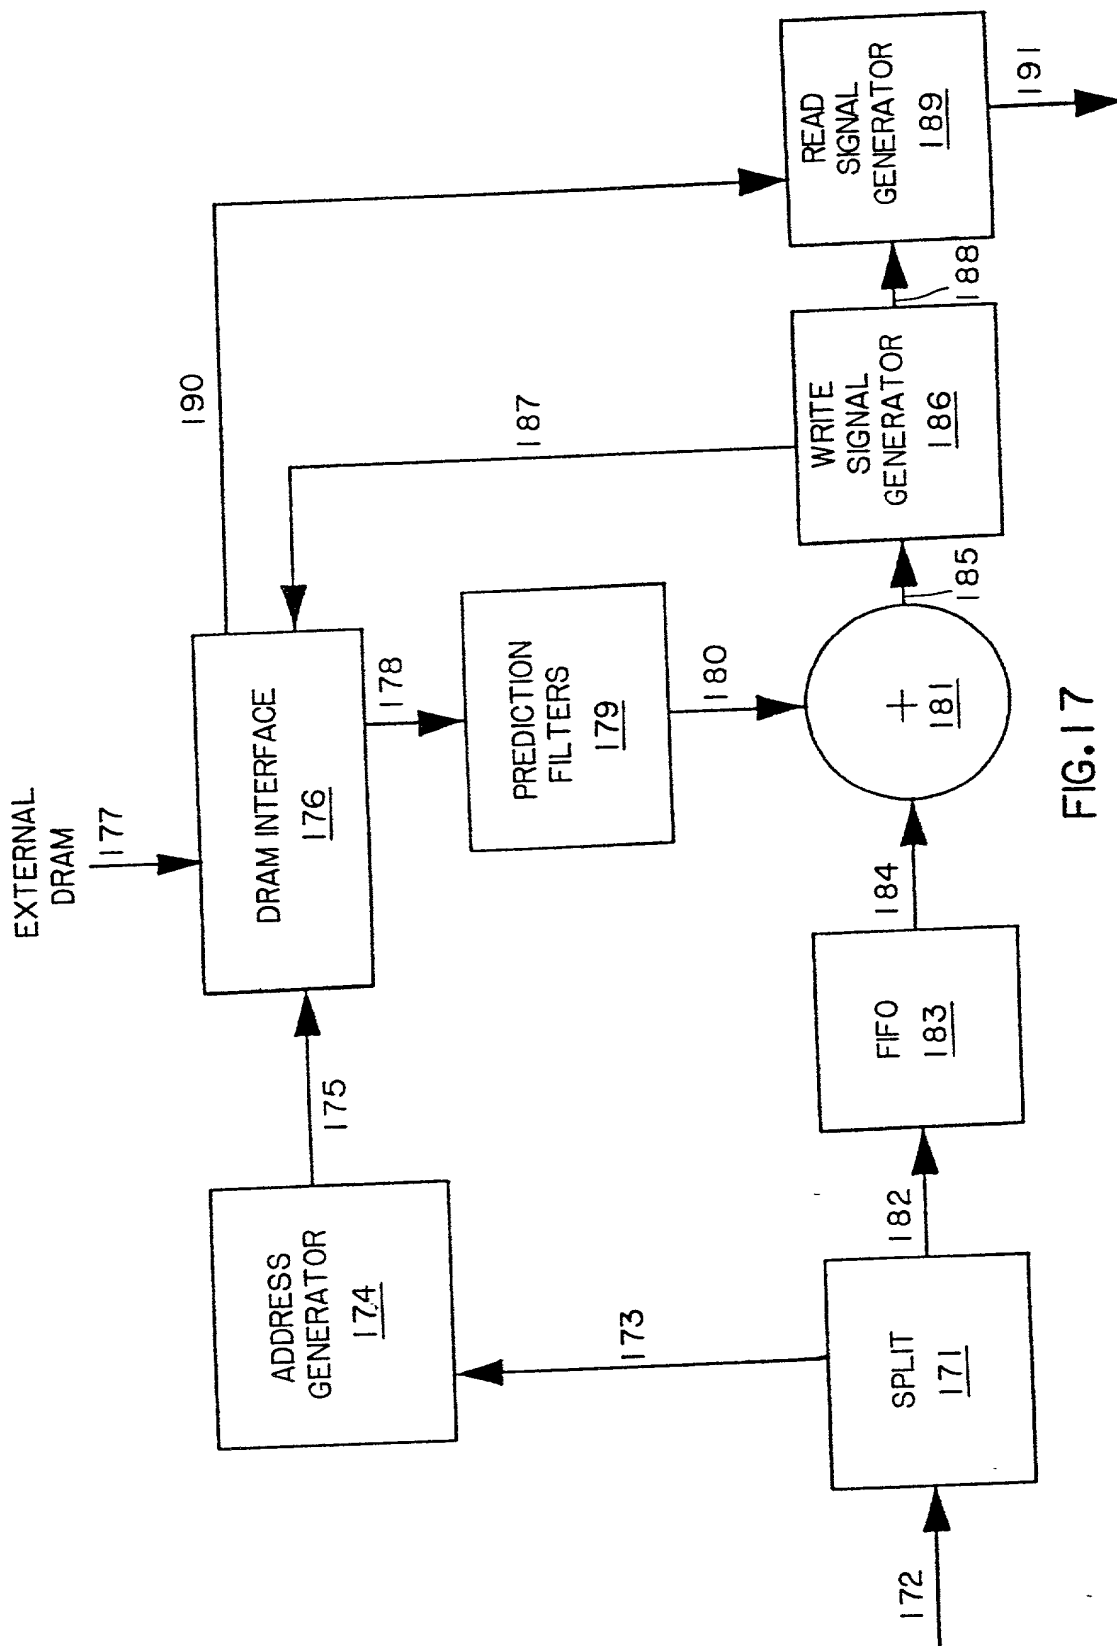 EXTERNAL
DRAM
177
190
DRAM INTERFACE
176
187
175
178
ADDRESS
GENERATOR
174
PREDICTION
FILTERS
179
173
180
READ
SIGNAL
GENERATOR
189
191
188
WRITE
SIGNAL
GENERATOR
186
185
+
181
184
FIFO
183
182
SPLIT
171
172
FIG.17